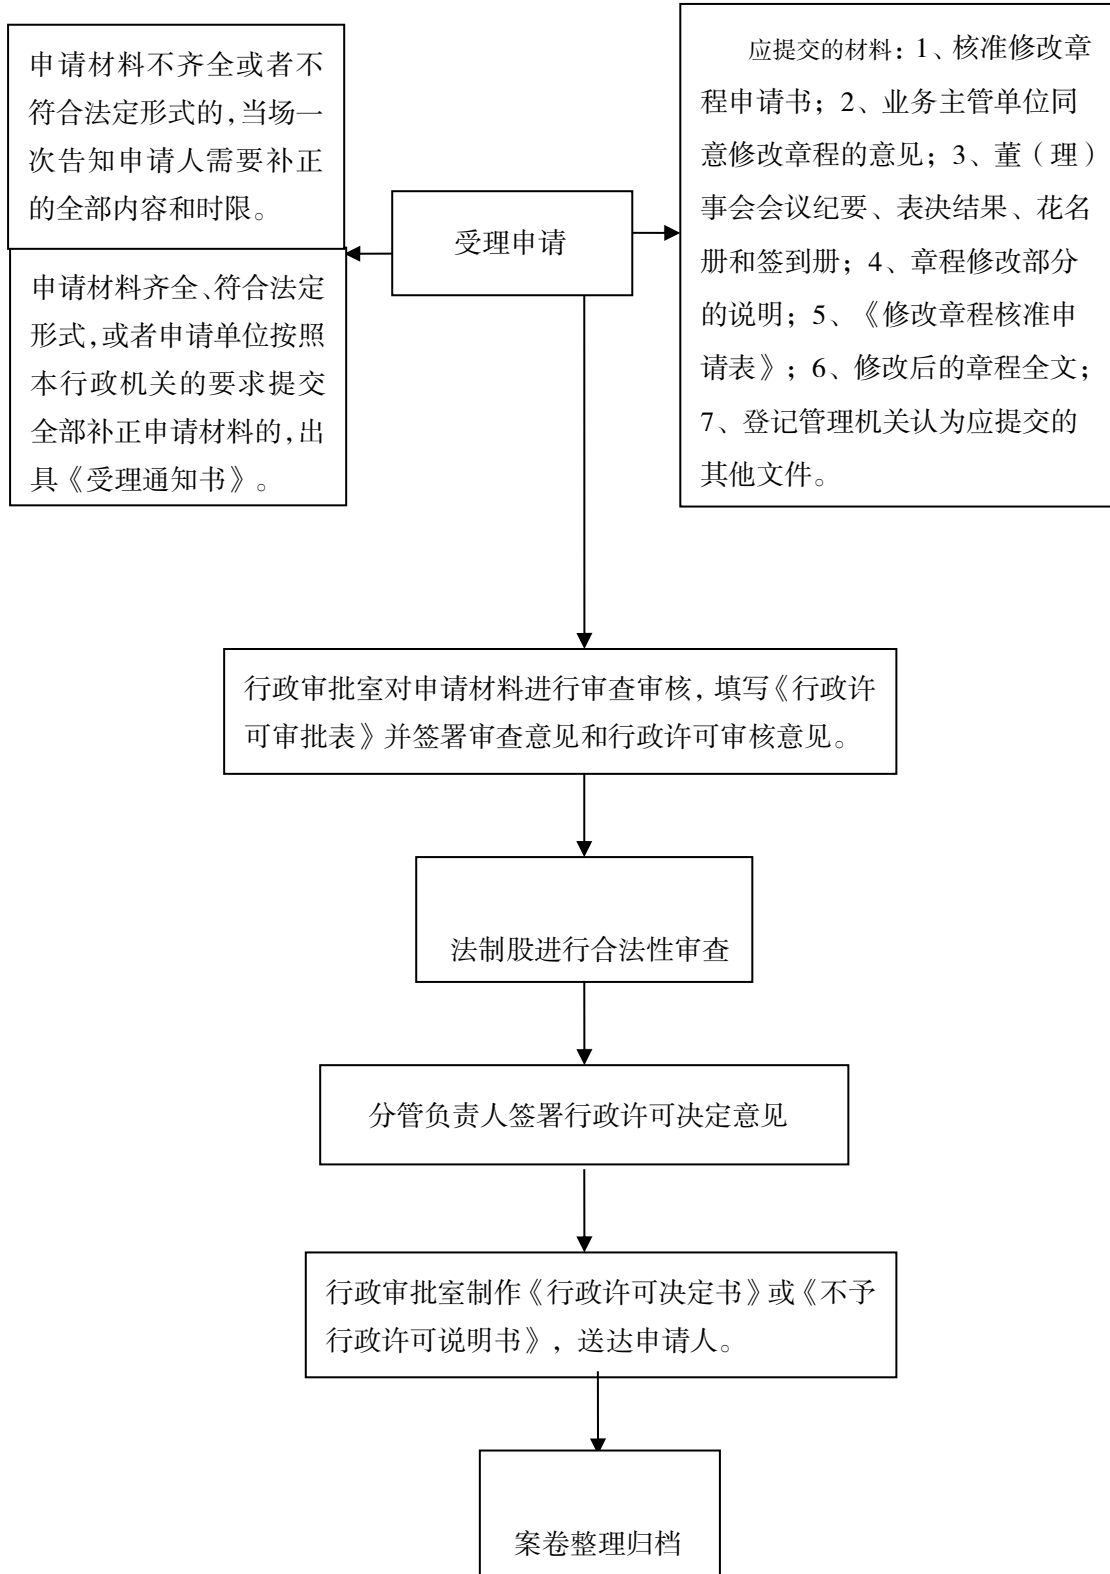 申请材料不齐全或者不
符合法定形式的，当场一
次告知申请人需要补正
的全部内容和时限。
申请材料齐全、符合法定
形式，或者申请单位按照
本行政机关的要求提交
全部补正申请材料的，出
具《受理通知书》。
受理申请
应提交的材料：1、核准修改章
程申请书；2、业务主管单位同
意修改章程的意见；3、董（理）
事会会议纪要、表决结果、花名
册和签到册；4、章程修改部分
的说明；5、《修改章程核准申
请表》；6、修改后的章程全文；
7、登记管理机关认为应提交的
其他文件。
行政审批室对申请材料进行审查审核，填写《行政许
可审批表》并签署审查意见和行政许可审核意见。
法制股进行合法性审查
分管负责人签署行政许可决定意见
行政审批室制作《行政许可决定书》或《不予
行政许可说明书》，送达申请人。
案卷整理归档